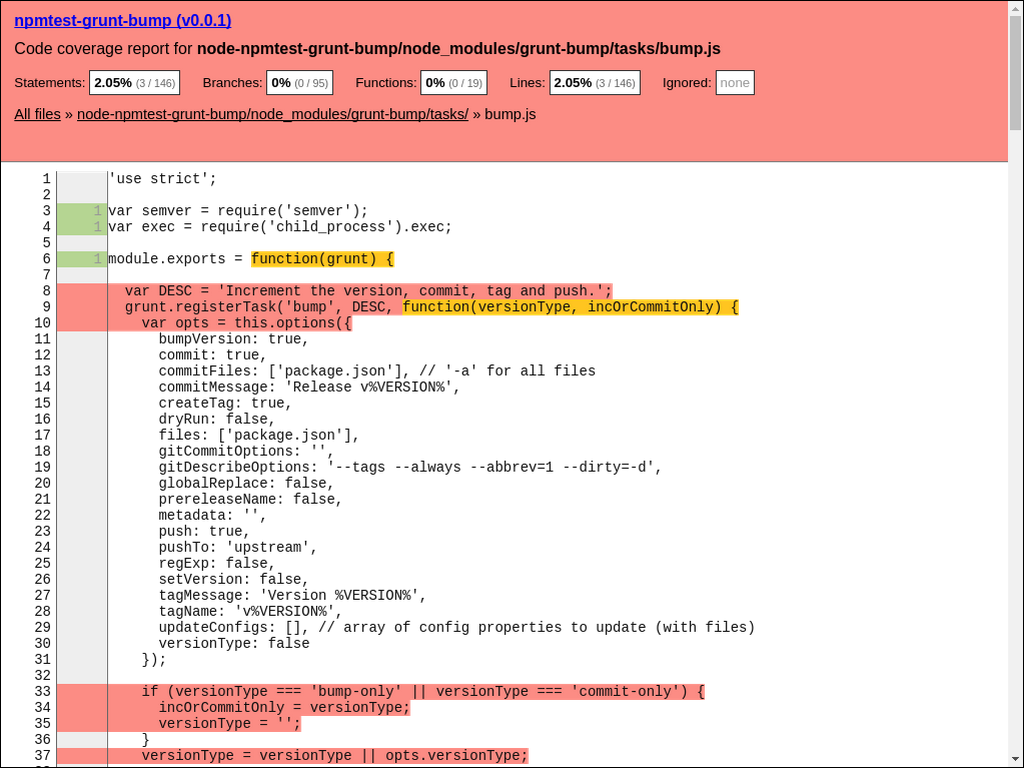 npmtest-grunt-bump (v0.0.1)
Code coverage report for node-npmtest-grunt-bump/node_modules/grunt-bump/tasks/bump.js
Statements: 2.05% (3 / 146) Branches: 0% (0 / 95) Functions: 0% (0 / 19) Lines: 2.05% (3 / 146) Ignored: none
All files » node-npmtest-grunt-bump/node_modules/grunt-bump/tasks/ » bump.js
1 'use strict';
2
3 1 var semver = require('semver');
4 1 var exec = require('child_process').exec;
5
6 1 module.exports = function(grunt) {
7
8 var DESC = 'Increment the version, commit, tag and push.';
9 grunt.registerTask('bump', DESC, function(versionType, incOrCommitOnly) {
10 var opts = this.options({
11 bumpVersion: true,
12 commit: true,
13 commitFiles: ['package.json'], // '-a' for all files
14 commitMessage: 'Release v%VERSION%',
15 createTag: true,
16 dryRun: false,
17 files: ['package.json'],
18 gitCommitOptions: '',
19 gitDescribeOptions: '--tags --always --abbrev=1 --dirty=-d',
20 globalReplace: false,
21 prereleaseName: false,
22 metadata: '',
23 push: true,
24 pushTo: 'upstream',
25 regExp: false,
26 setVersion: false,
27 tagMessage: 'Version %VERSION%',
28 tagName: 'v%VERSION%',
29 updateConfigs: [], // array of config properties to update (with files)
30 versionType: false
31 });
32
33 if (versionType === 'bump-only' || versionType === 'commit-only') {
34 incOrCommitOnly = versionType;
35 versionType = '';
36 }
37 versionType = versionType || opts.versionType;